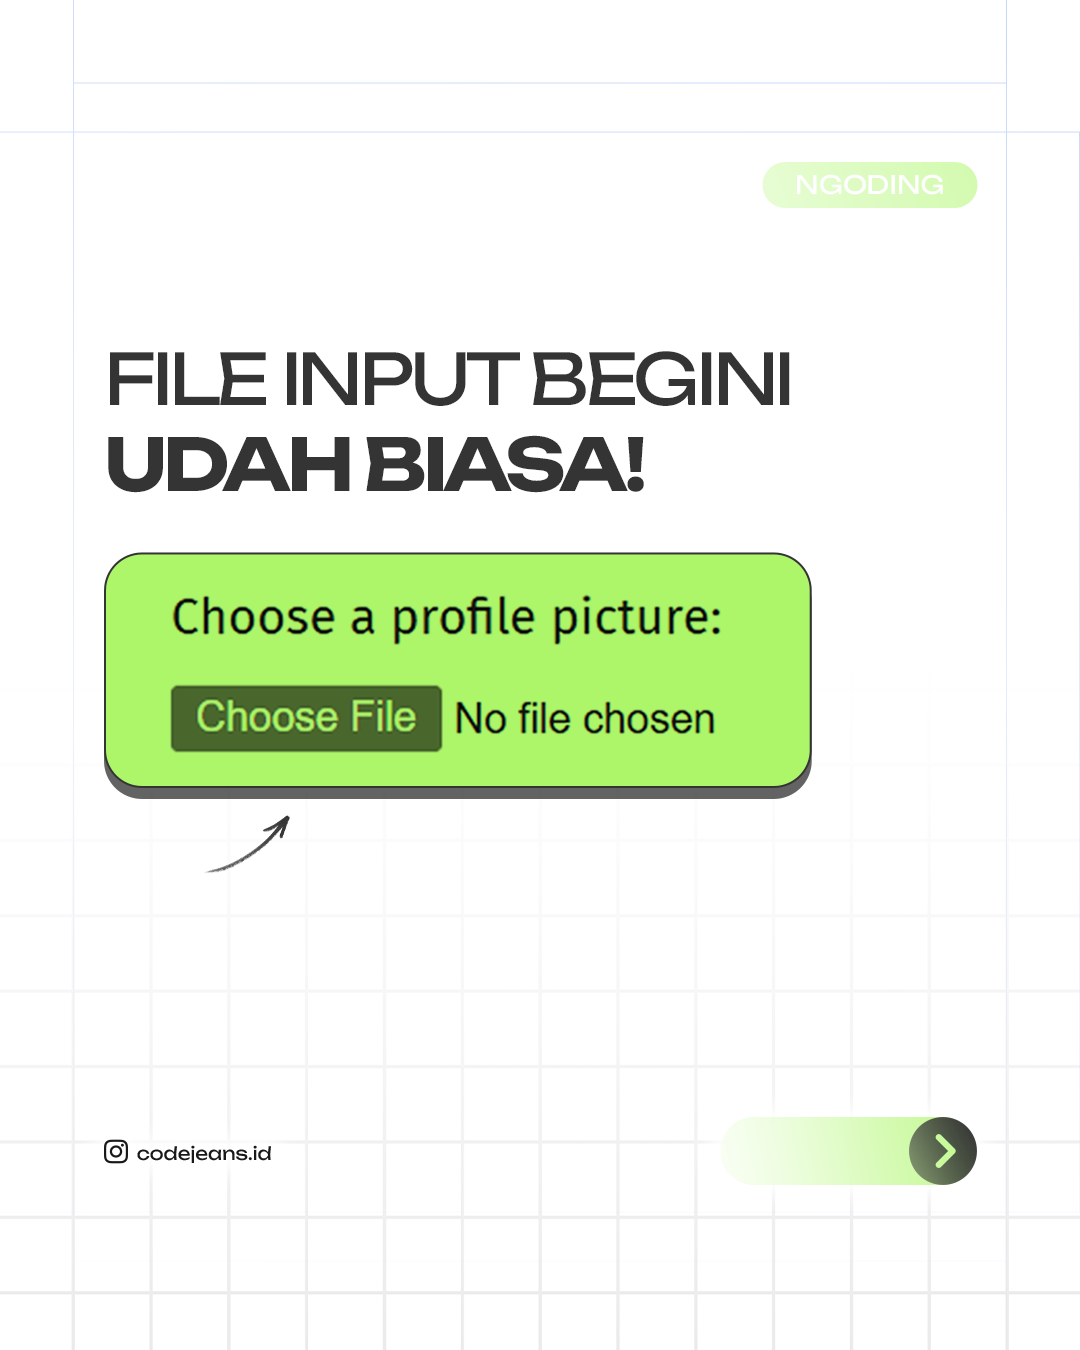 NGODING
FILE INPUT BEGINI
UDAH BIASA!
Choose a profile picture:
Choose File No file chosen
codejeans.id